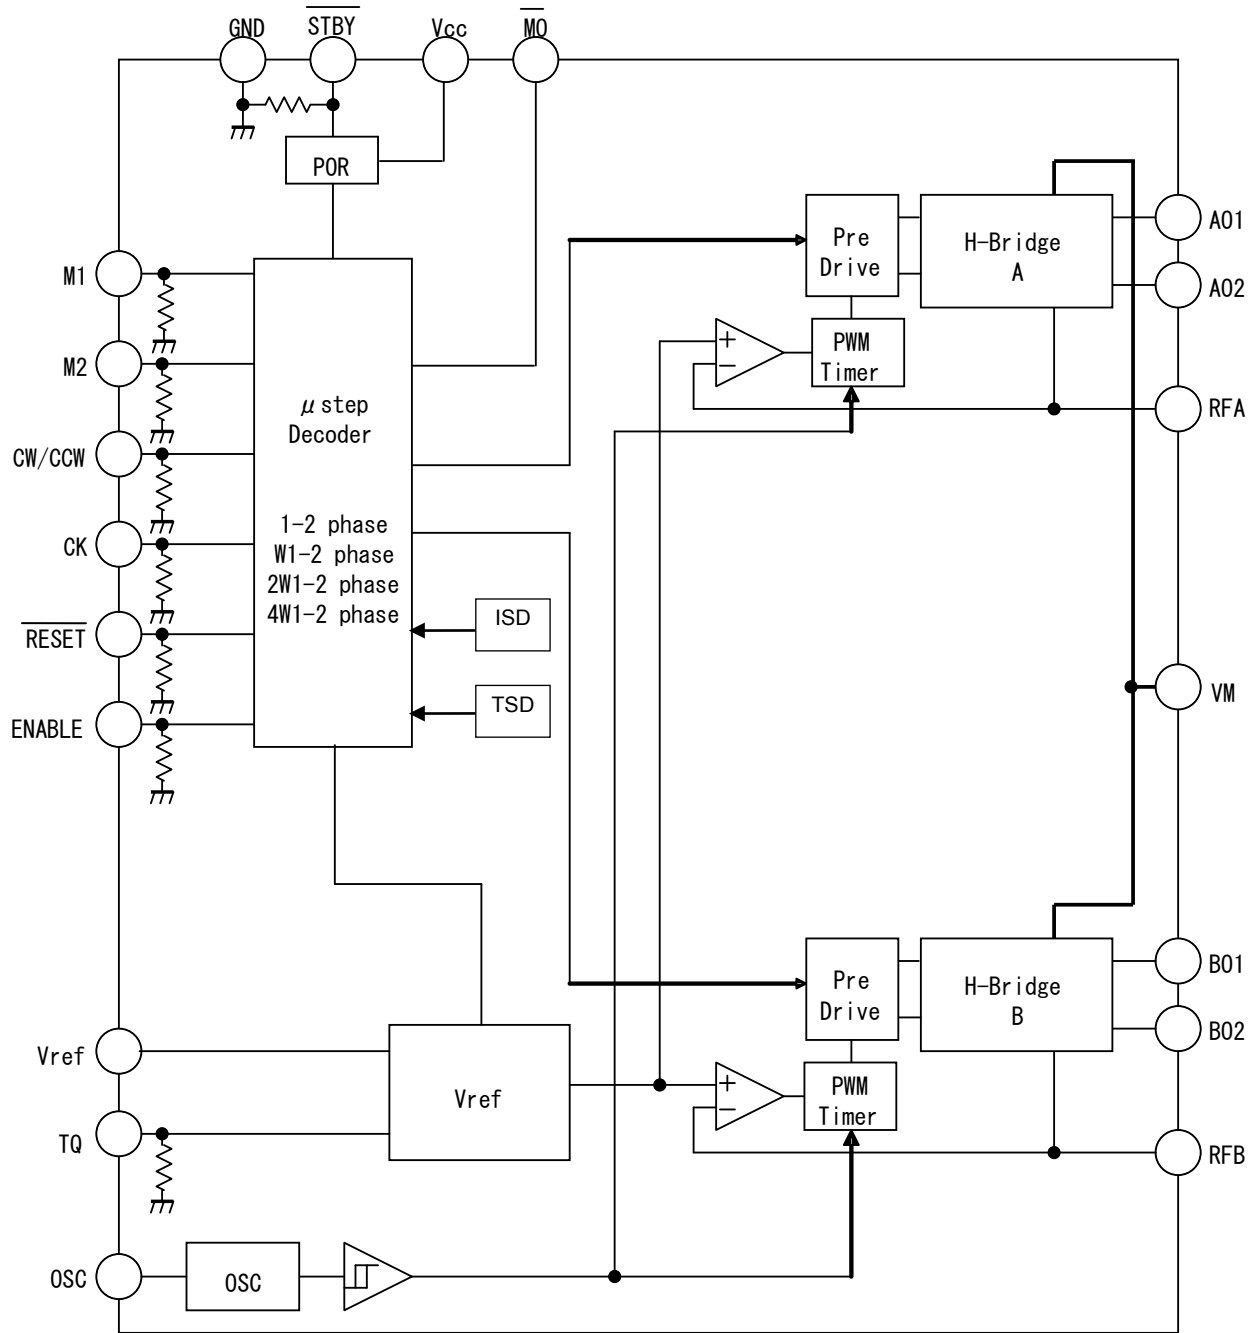 GND
STBY
Vcc
MO
POR
M1
M2
CW/CCW
CK
RESET
ENABLE
μstep
Decoder
1-2 phase
W1-2 phase
2W1-2 phase
4W1-2 phase
ISD
TSD
Pre
Drive
H-Bridge
A
AO1
AO2
+
−
PWM
Timer
RFA
VM
Pre
Drive
H-Bridge
B
BO1
BO2
Vref
TQ
Vref
+
−
PWM
Timer
RFB
OSC
OSC